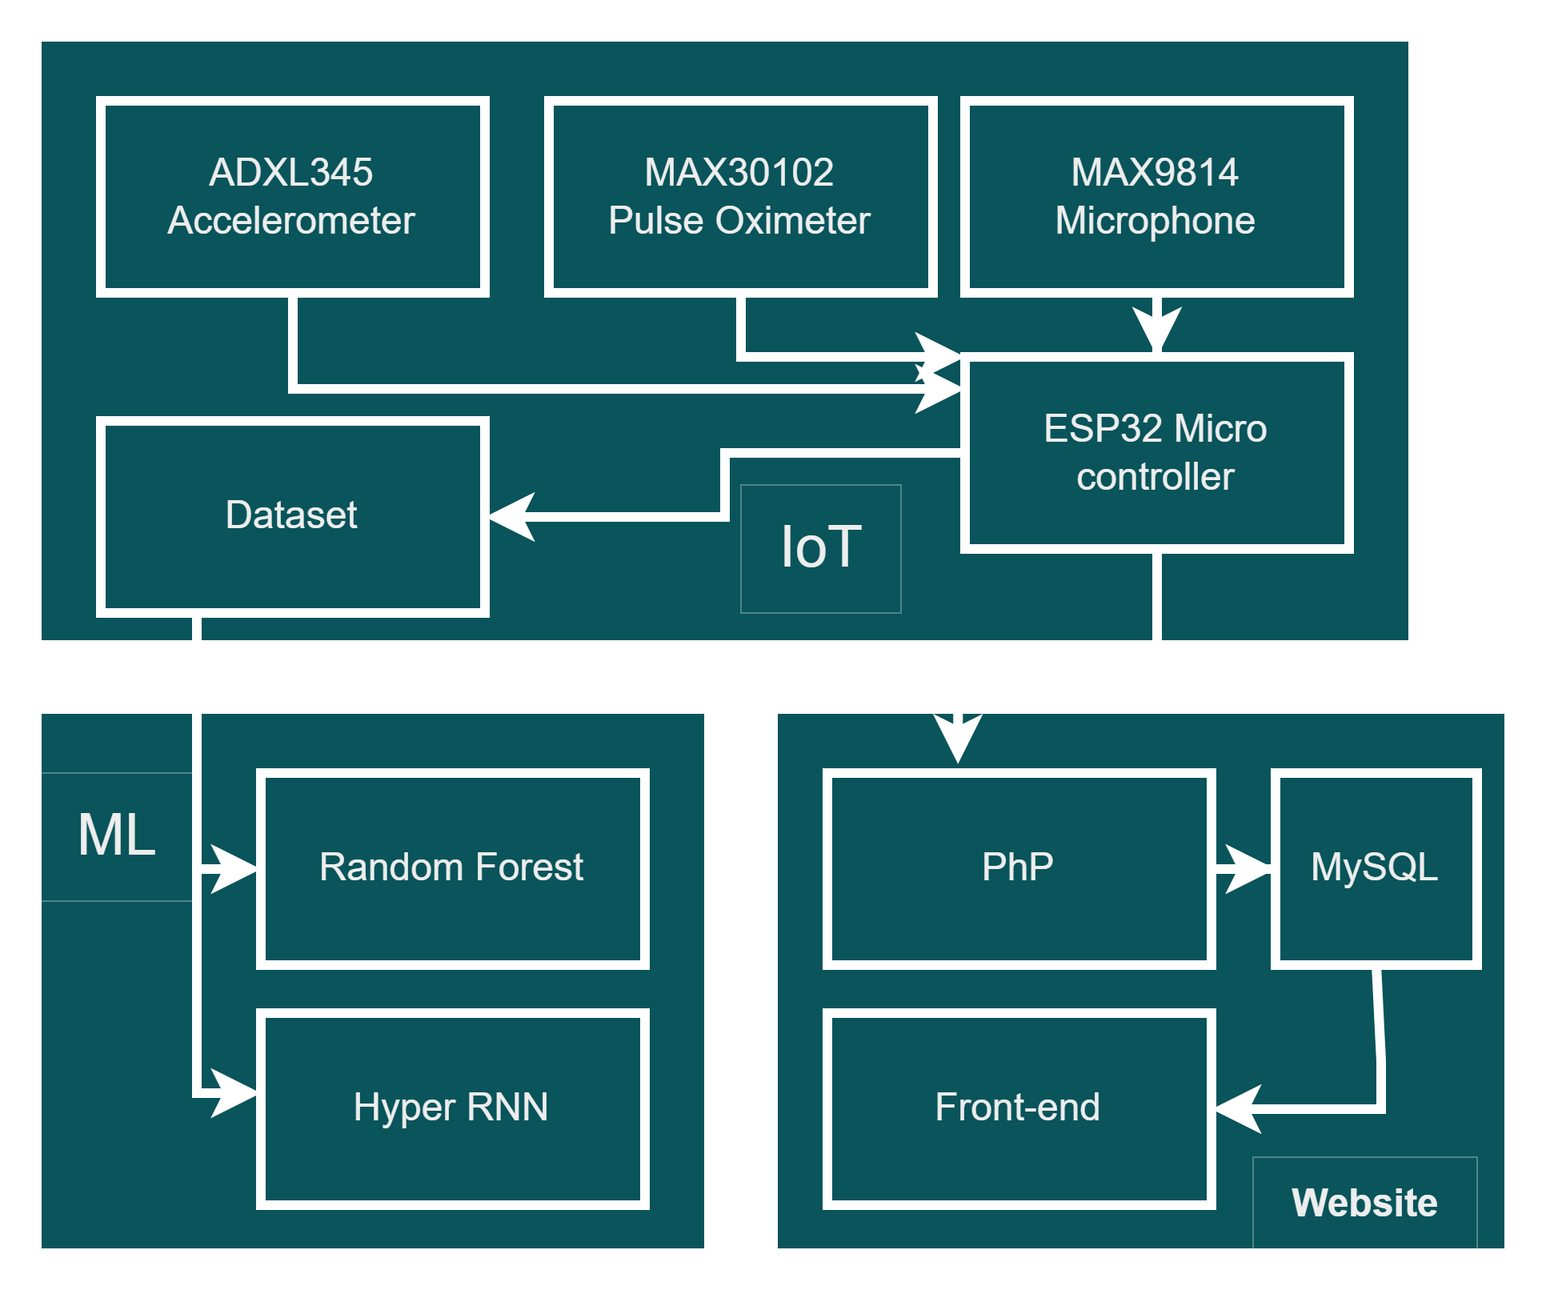 ADXL345
Accelerometer
MAX30102
Pulse Oximeter
MAX9814
Microphone
ESP32 Micro
controller
Dataset
IoT
ML
Random Forest
Hyper RNN
PhP
MySQL
Front-end
Website